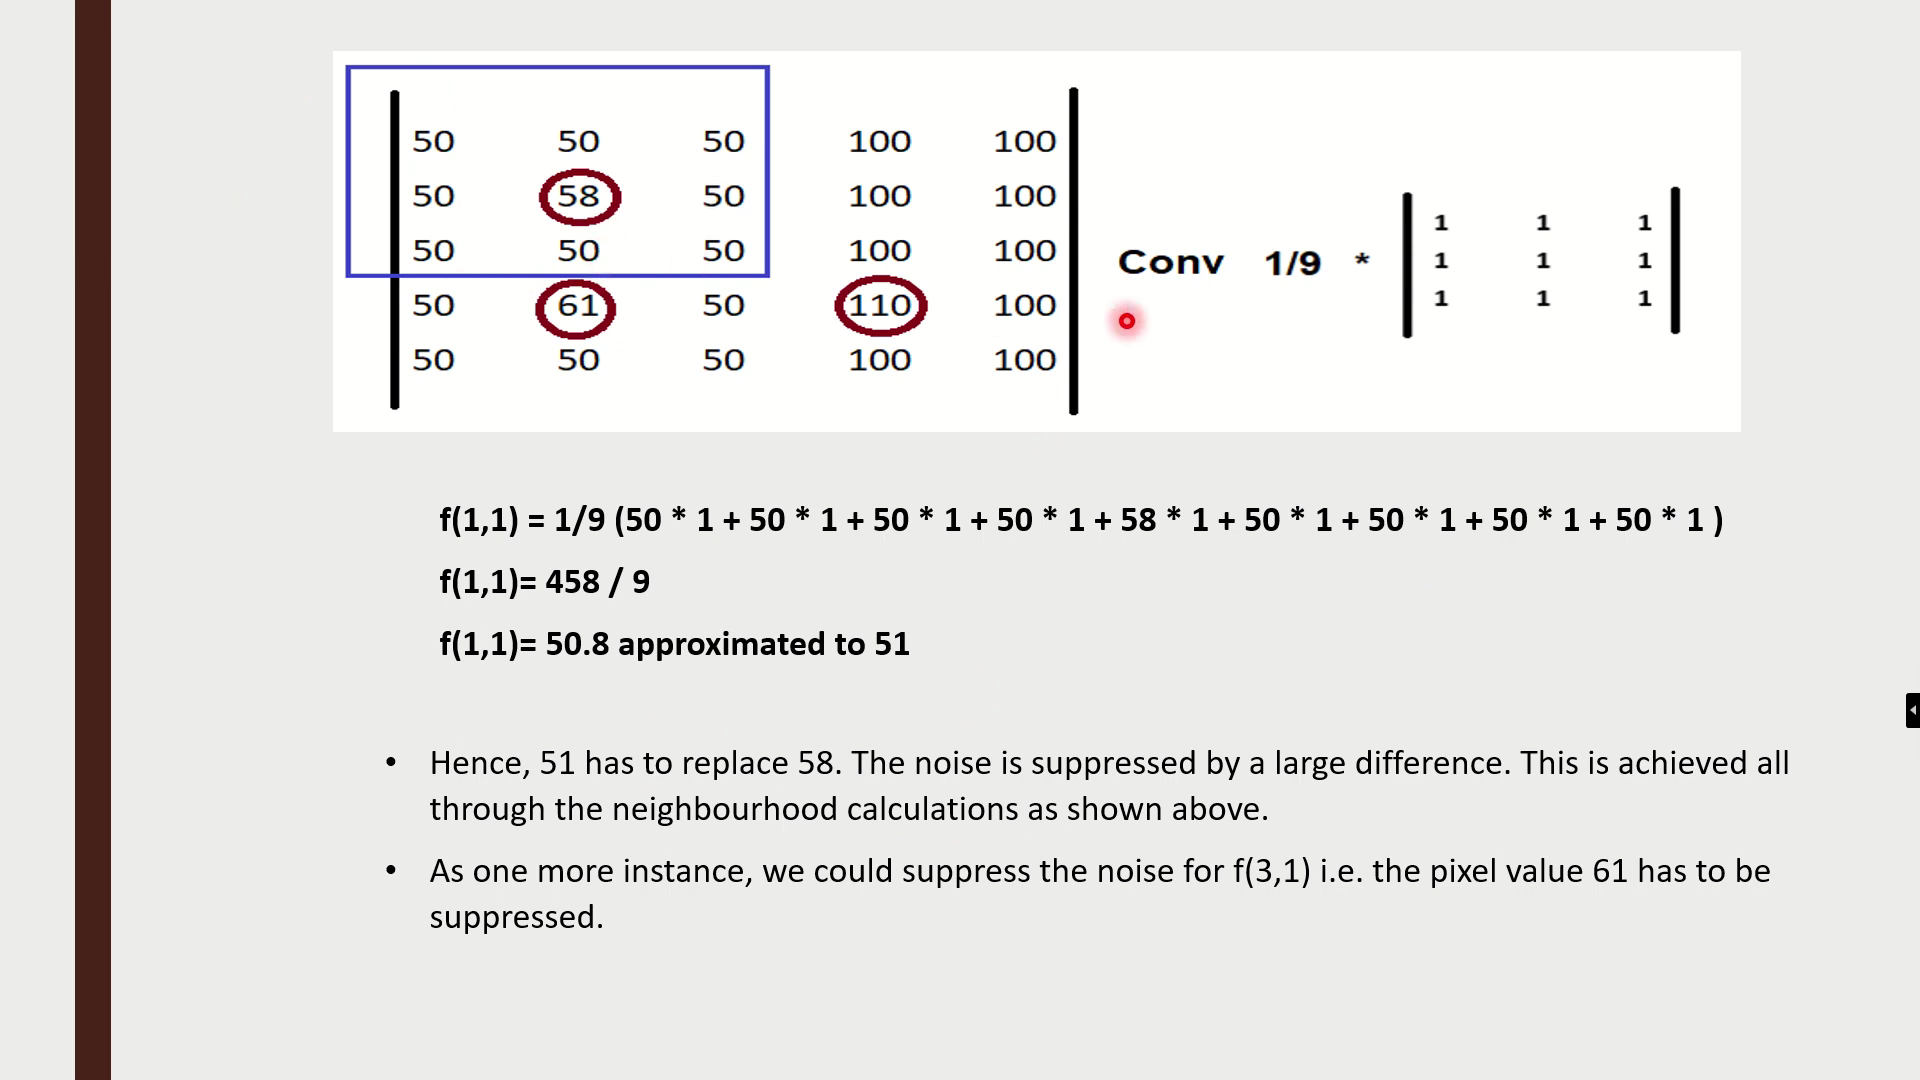 50 50 50 100 100
50 58 50 100 100
50 50 50 100 100
50 61 50 110 100
50 50 50 100 100
Conv 1/9 *
1 1 1
1 1 1
1 1 1
f(1,1) = 1/9 (50 * 1 + 50 * 1 + 50 * 1 + 50 * 1 + 58 * 1 + 50 * 1 + 50 * 1 + 50 * 1 + 50 * 1 )
f(1,1)= 458 / 9
f(1,1)= 50.8 approximated to 51
• Hence, 51 has to replace 58. The noise is suppressed by a large difference. This is achieved all
through the neighbourhood calculations as shown above.
• As one more instance, we could suppress the noise for f(3,1) i.e. the pixel value 61 has to be
suppressed.